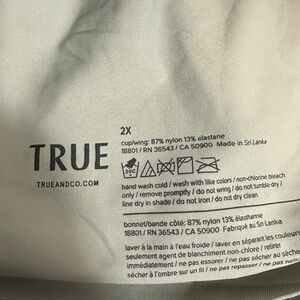 2X
cup/wing: 87% nylon 13% elastane
18801 / RN 36543 / CA 50900 Made in Sri Lanka
TRUE
TRUEANDCO.COM
30C
hand wash cold / wash with like colors / non-chlorine bleach
only / remove promptly / do not wring / do not tumble dry /
line dry in shade / do not iron / do not dry clean
bonnet/bande côté: 87% nylon 13% élasthanne
18801 / RN 36543 / CA 50900 Fabriqué au Sri Lanka
laver à la main à l'eau froide / laver en séparant les couleurs
seulement agent de blanchiment non-chlore / retirer
immédiatement / ne pas essorer / ne pas sécher au sèche
sécher à l'ombre sur un fil / ne pas repasser / ne pas